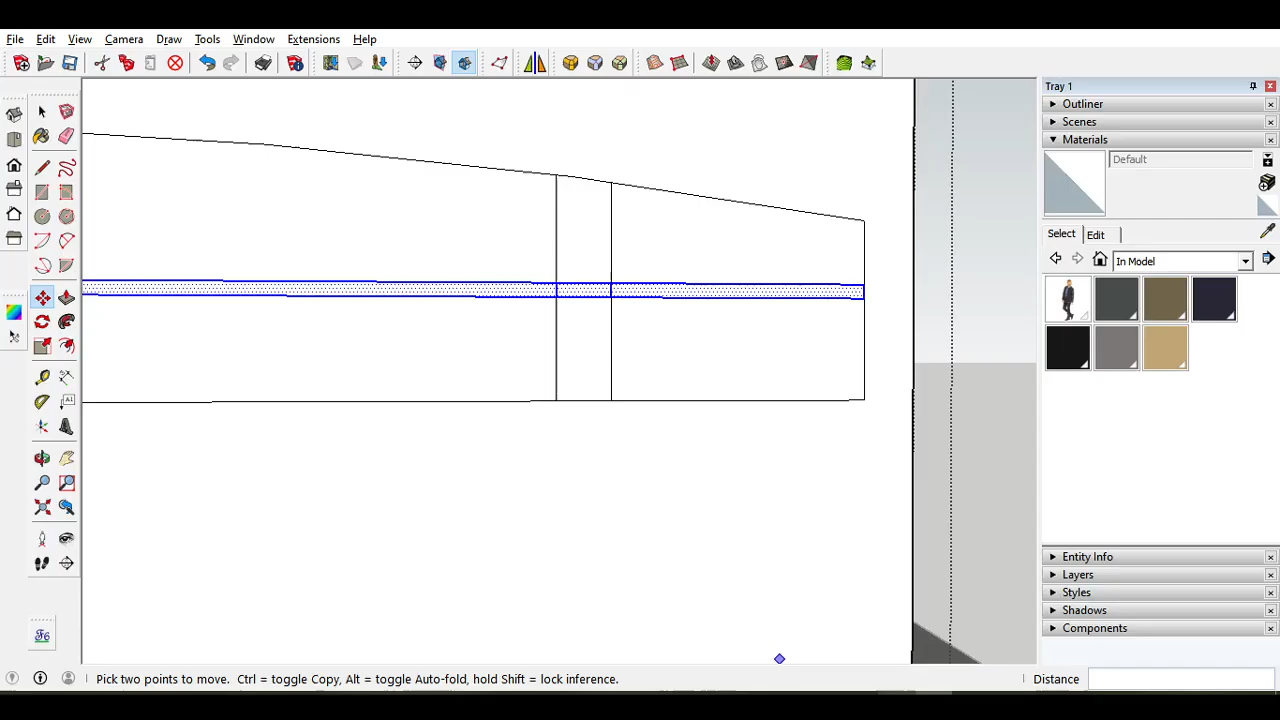 File Edit View Camera Draw Tools Window Extensions Help
Tray 1
Outliner
Scenes
Materials
Default
Select Edit
In Model
A1
Entity Info
Layers
Styles
Shadows
Components
Pick two points to move. Ctrl = toggle Copy, Alt = toggle Auto-fold, hold Shift = lock inference.
Distance